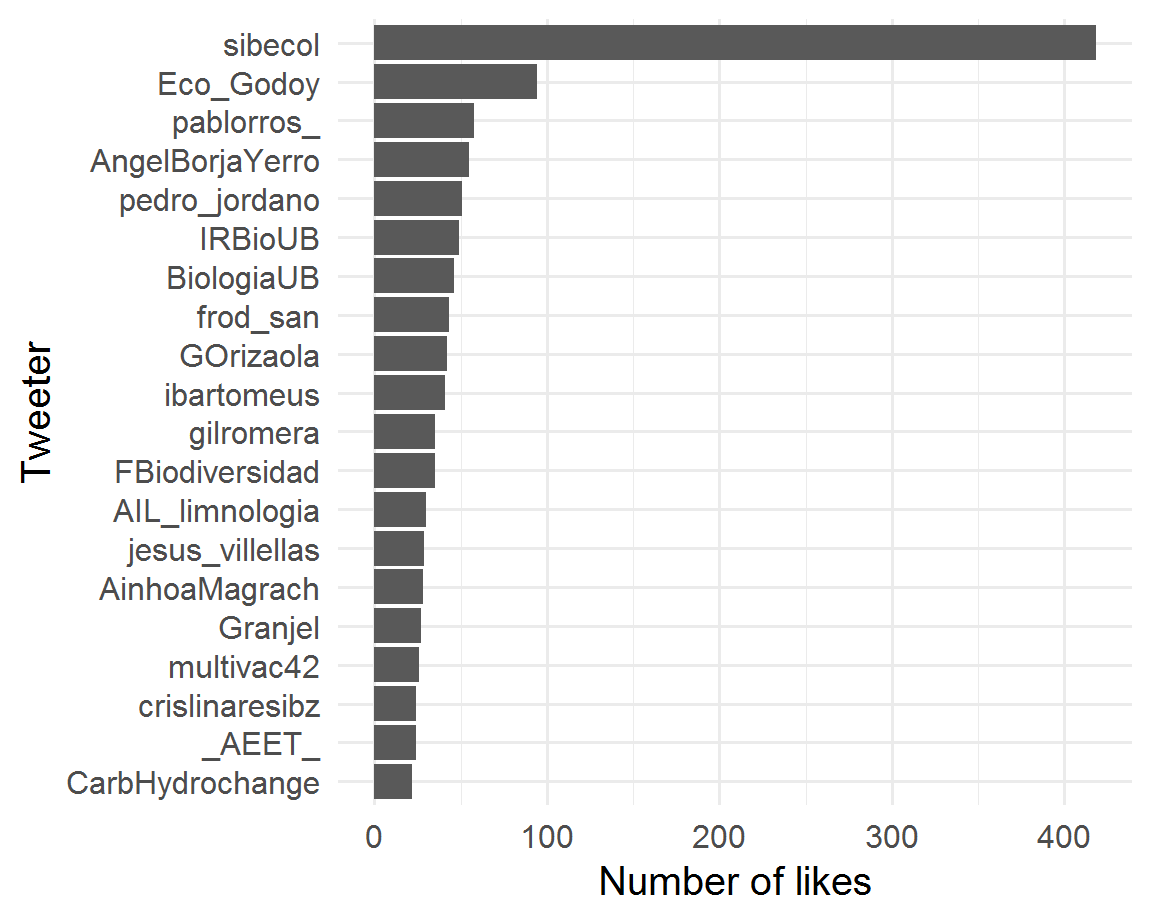 sibecol
Eco_Godoy
pablorros_
AngelBorjaYerro
pedro_jordano
IRBioUB
BiologiaUB
frod_san
GOrizaola
ibartomeus
gilromera
FBiodiversidad
AIL_limnologia
jesus_villellas
AinhoaMagrach
Granjel
multivac42
crislinaresibz
_AEET_
CarbHydrochange
Tweeter
0 100 200 300 400
Number of likes